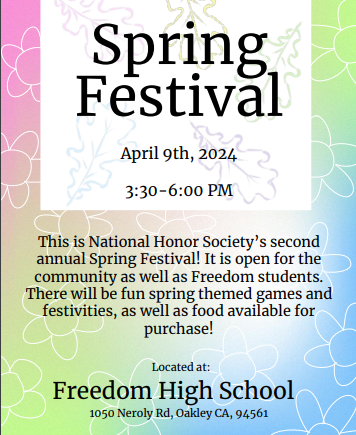 Spring
Festival
April 9th, 2024
3:30-6:00 PM
This is National Honor Society's second
annual Spring Festival! It is open for the
community as well as Freedom students.
There will be fun spring themed games and
festivities, as well as food available for
purchase!
Located at:
Freedom High School
1050 Neroly Rd, Oakley CA, 94561